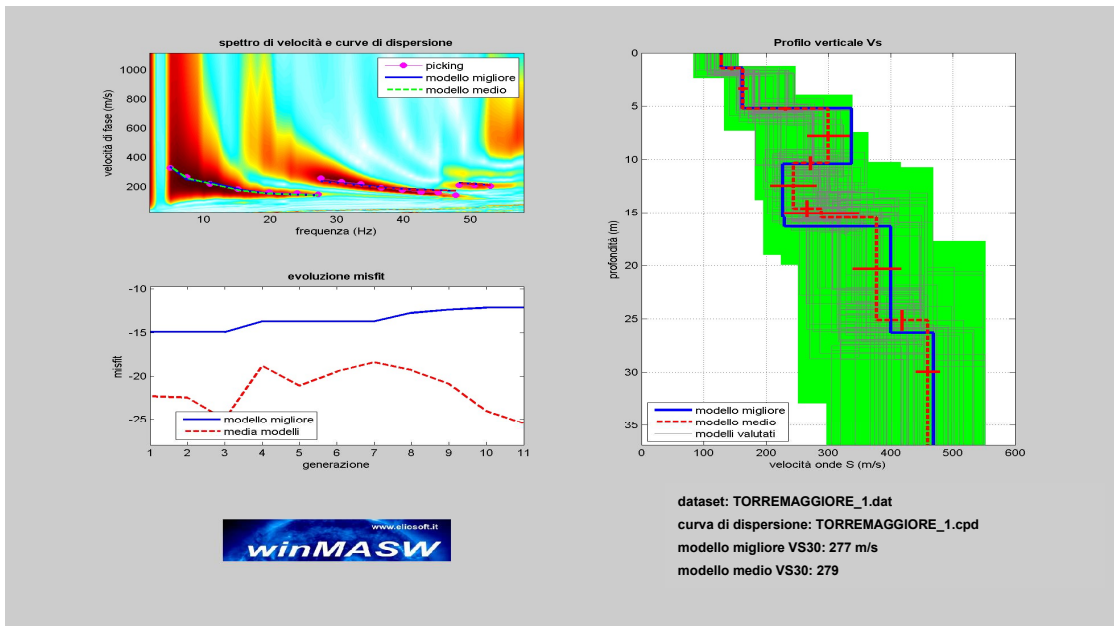 spettro di velocità e curve di dispersione
velocità di fase (m/s)
1000
800
600
400
200
picking
modello migliore
modello medio
10
20
30
40
50
frequenza (Hz)
evoluzione misfit
misfit
-10
-15
-20
-25
modello migliore
media modelli
1 2 3 4 5 6 7 8 9 10 11
generazione
www.eliosoft.it
winMASW
Profilo verticale Vs
profondità (m)
0
5
10
15
20
25
30
35
modello migliore
modello medio
modelli valutati
0 100 200 300 400 500 600
velocità onde S (m/s)
dataset: TORREMAGGIORE_1.dat
curva di dispersione: TORREMAGGIORE_1.cpd
modello migliore VS30: 277 m/s
modello medio VS30: 279